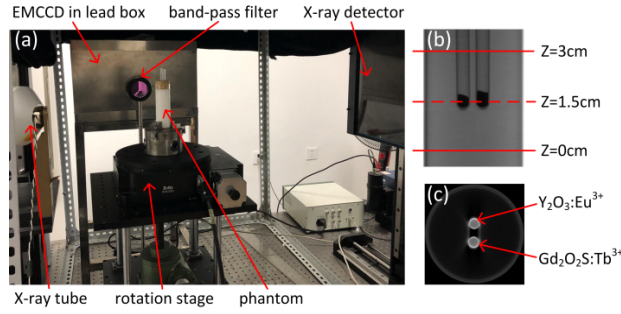 EMCCD in lead box
band-pass filter
X-ray detector
(a)
X-ray tube
rotation stage
phantom
(b)
Z=3cm
Z=1.5cm
Z=0cm
(c)
Y₂O₃:Eu³⁺
Gd₂O₂S:Tb³⁺